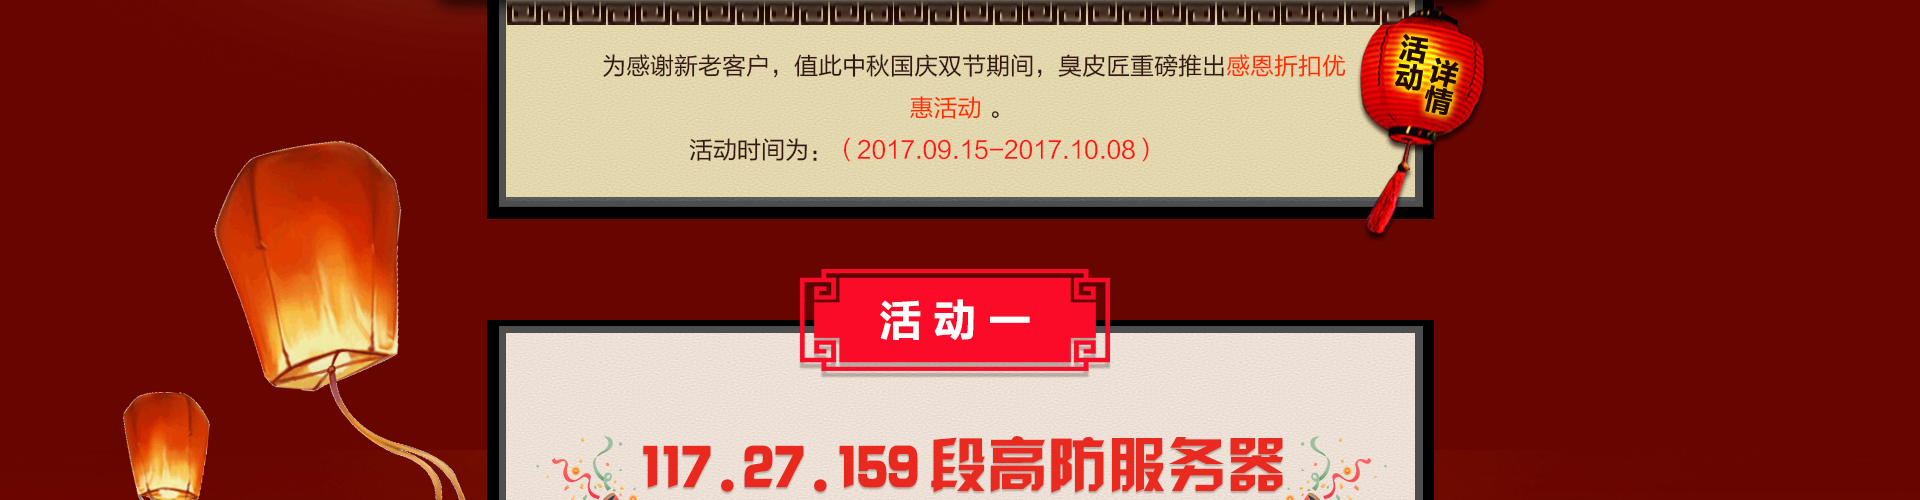 为感谢新老客户，值此中秋国庆双节期间，臭皮匠重磅推出感恩折扣优
惠活动 。
活动时间为：（2017.09.15-2017.10.08）
活动
详情
活动一
117.27.159段高防服务器